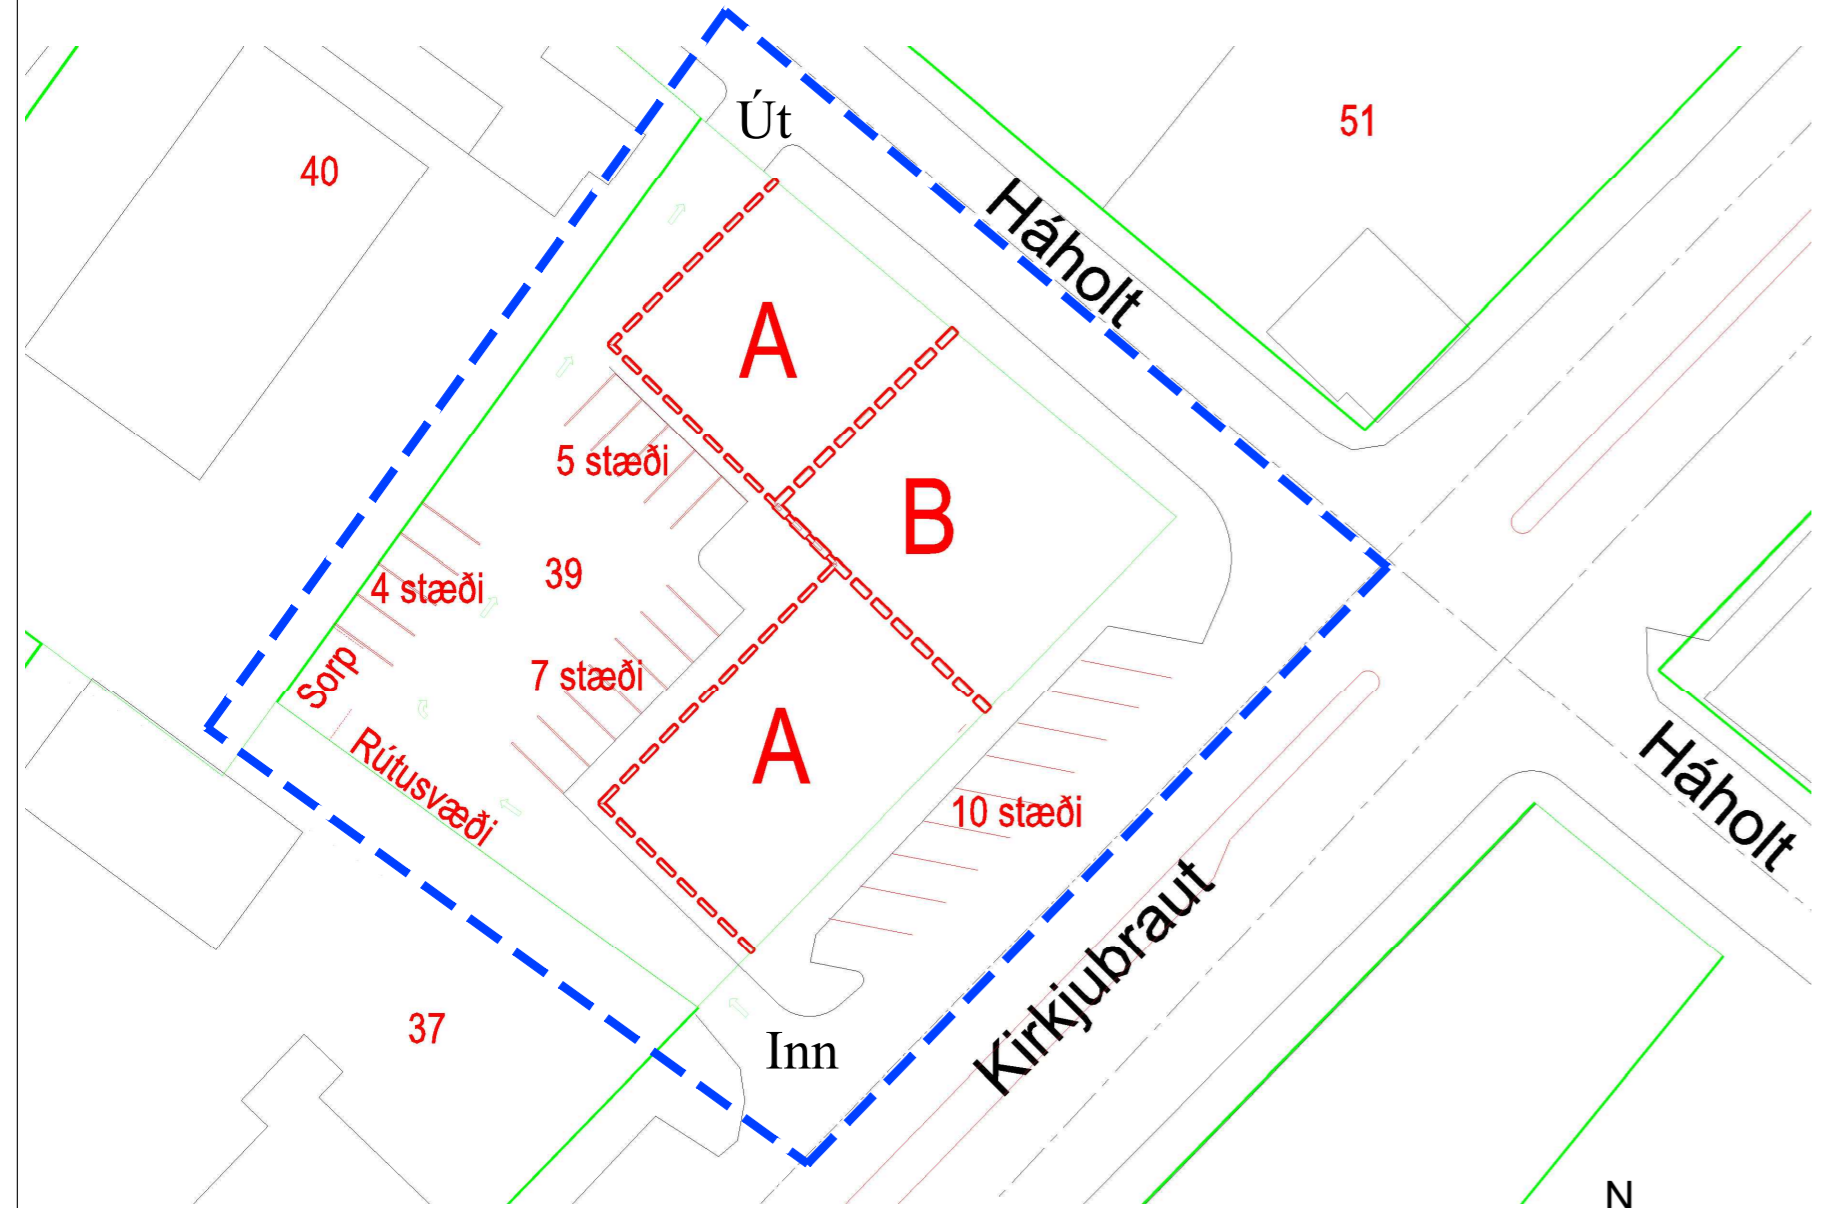 Út
51
40
Háholt
A
5 stæði
B
39
4 stæði
Sorp
7 stæði
Rútusvæði
A
10 stæði
Háholt
Kirkjubraut
37
Inn
N